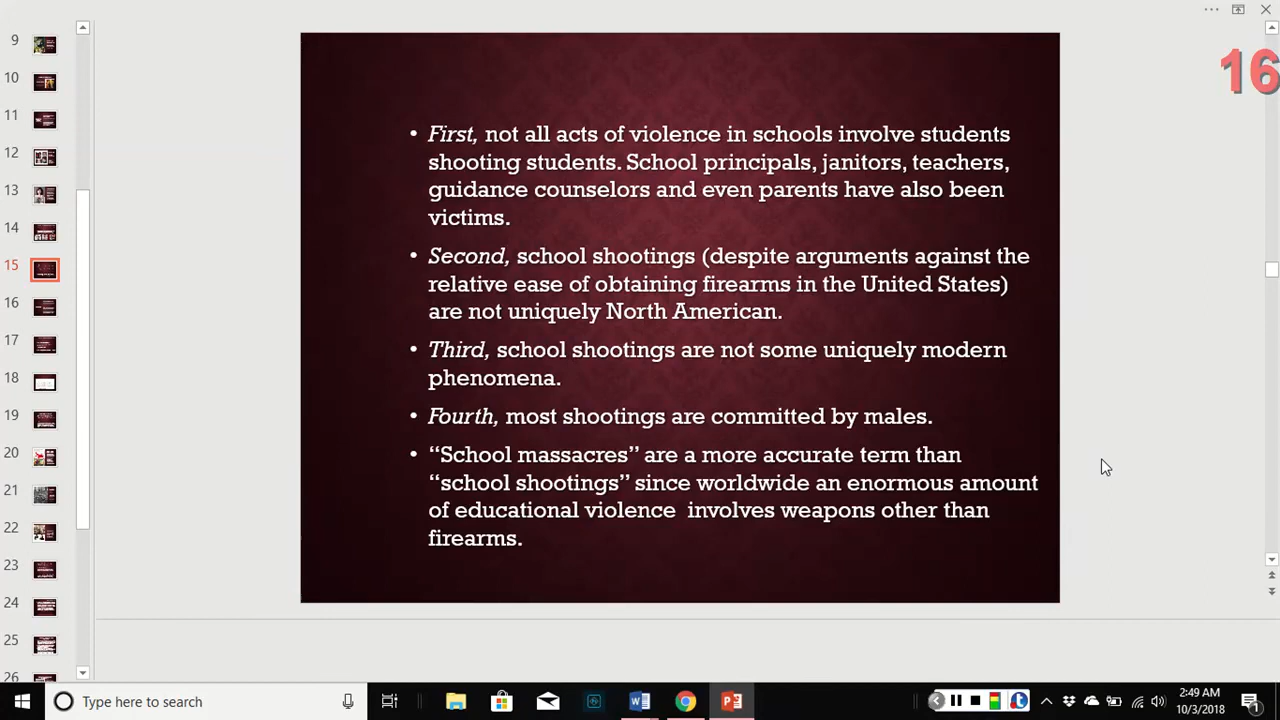 9
10
11
12
13
14
15
16
17
18
19
20
21
22
23
24
25
26
16
• First, not all acts of violence in schools involve students
shooting students. School principals, janitors, teachers,
guidance counselors and even parents have also been
victims.
• Second, school shootings (despite arguments against the
relative ease of obtaining firearms in the United States)
are not uniquely North American.
• Third, school shootings are not some uniquely modern
phenomena.
• Fourth, most shootings are committed by males.
• “School massacres” are a more accurate term than
“school shootings” since worldwide an enormous amount
of educational violence  involves weapons other than
firearms.
Type here to search
2:49 AM
10/3/2018
1